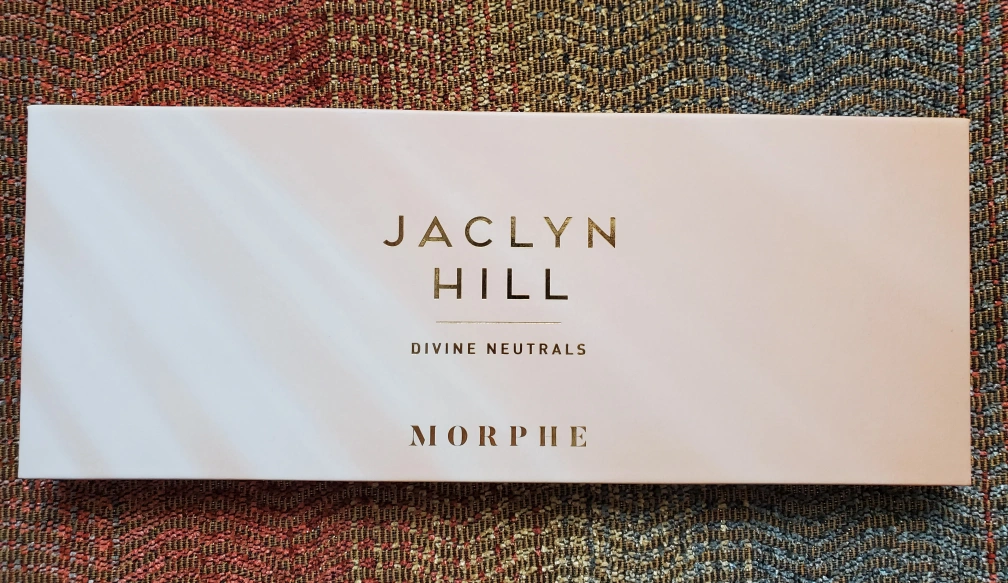 JACLYN
HILL
DIVINE NEUTRALS
MORPHE